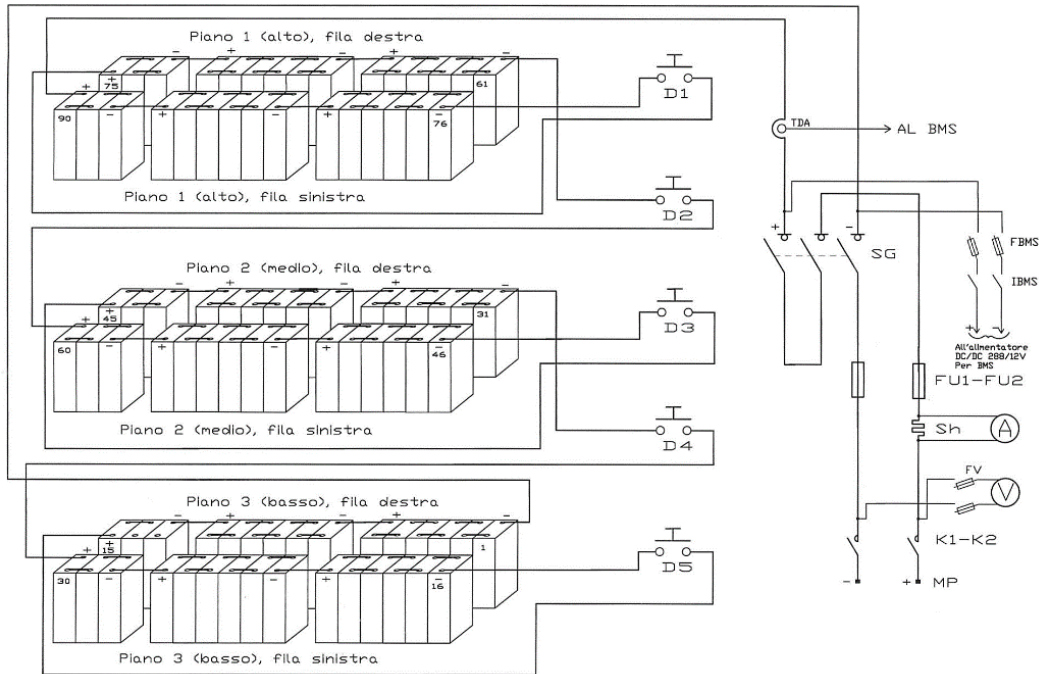 Piano 1 (alto), fila destra
+ - + - + -
+
75
61
+
90 - + - -
76
Piano 1 (alto), fila sinistra
D1
D2
Piano 2 (medio), fila destra
+ - + - + -
+
45
31
+
60 - + - + -
46
Piano 2 (medio), fila sinistra
D3
D4
Piano 3 (basso), fila destra
+ - + - + -
+
15
1
+
30 - + - + -
16
Piano 3 (basso), fila sinistra
D5
TDA
AL BMS
+ -
SG
FBMS
IBMS
+ -
All'alimentatore
DC/DC 288/12V
Per BMS
FU1-FU2
Sh
A
FV
V
K1-K2
- + MP